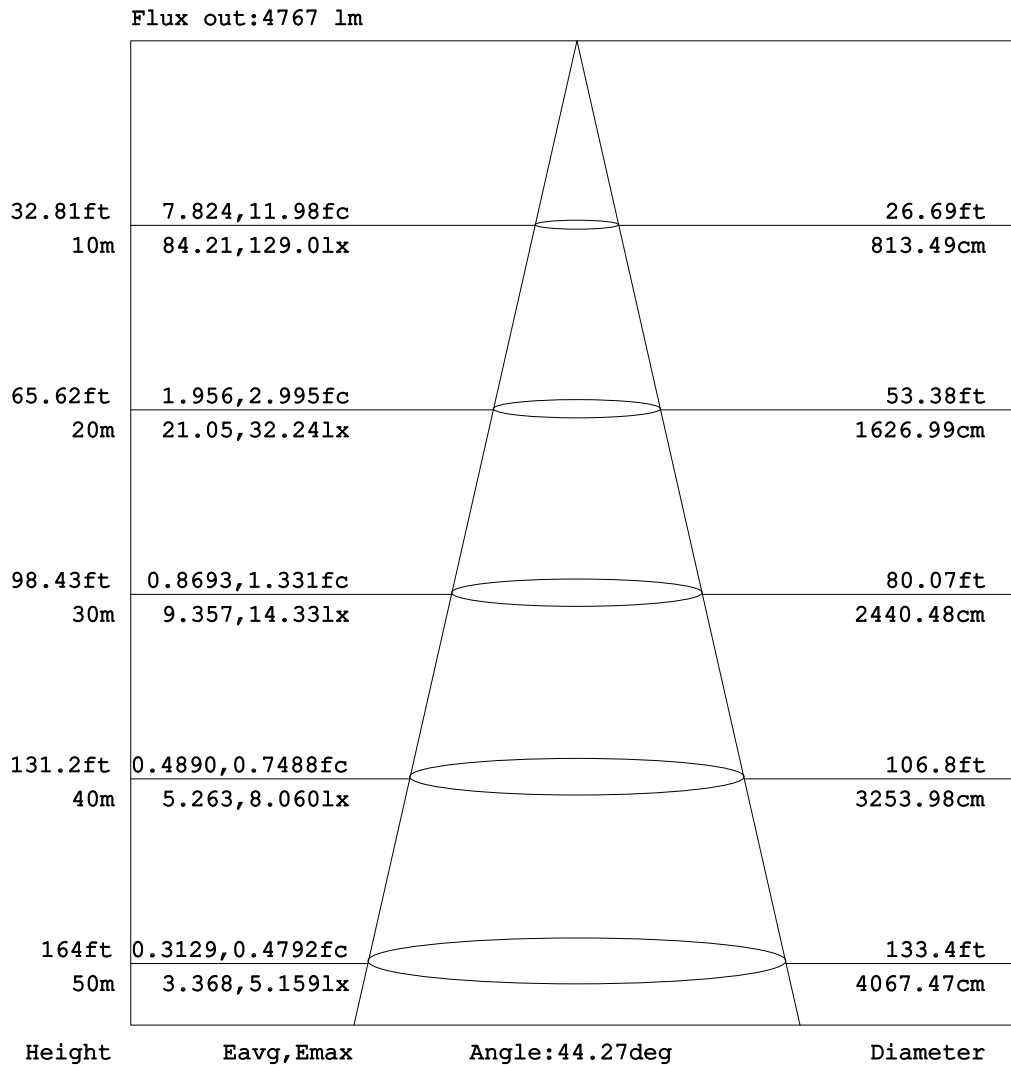 Flux out:4767 lm
32.81ft 7.824,11.98fc 26.69ft
10m 84.21,129.0lx 813.49cm
65.62ft 1.956,2.995fc 53.38ft
20m 21.05,32.24lx 1626.99cm
98.43ft 0.8693,1.331fc 80.07ft
30m 9.357,14.33lx 2440.48cm
131.2ft 0.4890,0.7488fc 106.8ft
40m 5.263,8.060lx 3253.98cm
164ft 0.3129,0.4792fc 133.4ft
50m 3.368,5.159lx 4067.47cm
Height Eavg,Emax Angle:44.27deg Diameter